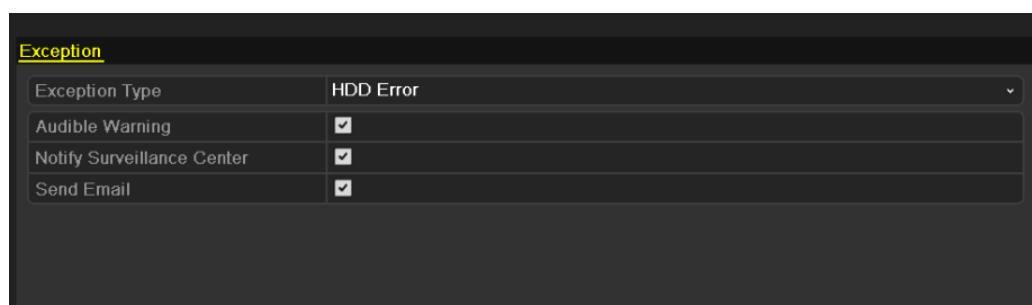 Exception
Exception Type HDD Error
Audible Warning
Notify Surveillance Center
Send Email